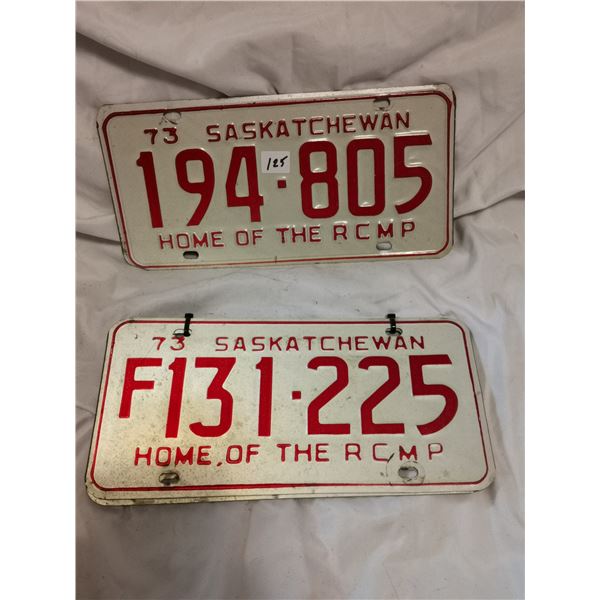 73 SASKATCHEWAN
194·805
125
HOME OF THE RCMP
73 SASKATCHEWAN
F131·225
HOME OF THE RCMP